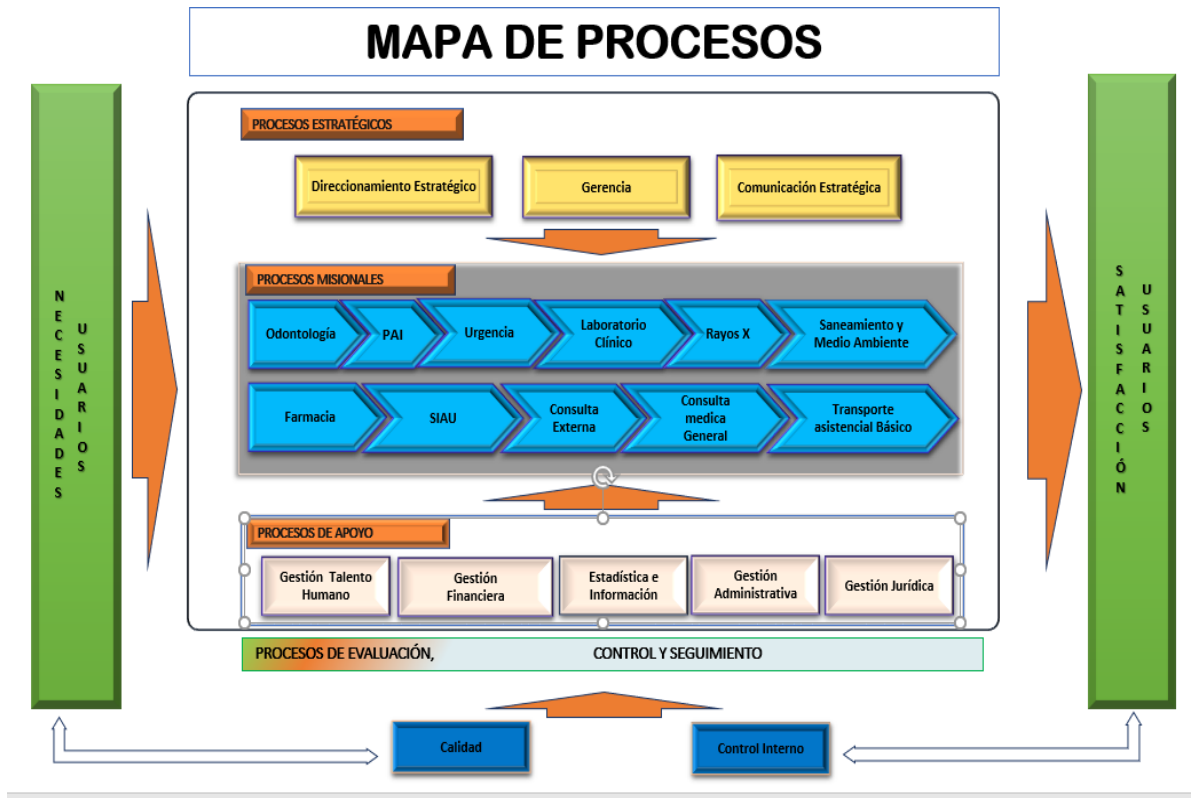 MAPA DE PROCESOS
NECESIDADES
USUARIOS
PROCESOS ESTRATÉGICOS
Direccionamiento Estratégico
Gerencia
Comunicación Estratégica
PROCESOS MISIONALES
Odontología
PAI
Urgencia
Laboratorio
Clínico
Rayos X
Saneamiento y
Medio Ambiente
Farmacia
SIAU
Consulta
Externa
Consulta
medica
General
Transporte
asistencial Básico
PROCESOS DE APOYO
Gestión Talento
Humano
Gestión
Financiera
Estadística e
Información
Gestión
Administrativa
Gestión Jurídica
PROCESOS DE EVALUACIÓN, CONTROL Y SEGUIMIENTO
Calidad
Control Interno
SATISFACCIÓN
USUARIOS